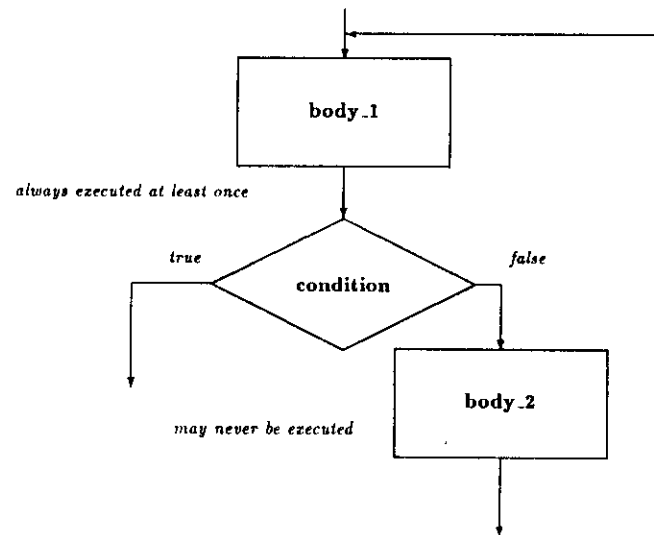 body_1
always executed at least once
true
false
condition
body_2
may never be executed